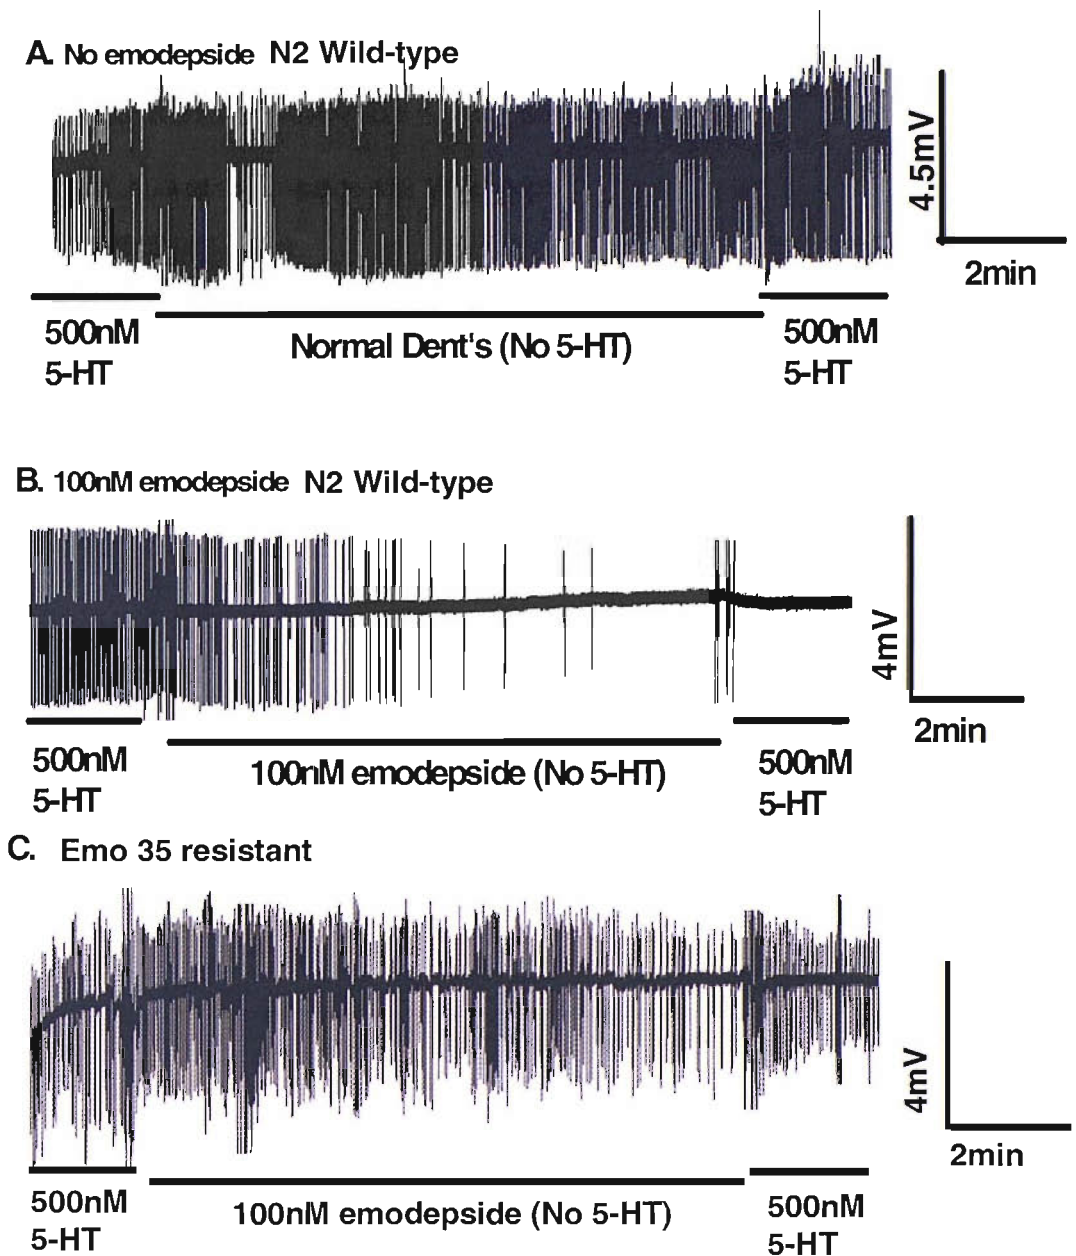 A. No emodepside N2 Wild-type
4.5mV
2min
500nM
5-HT
Normal Dent's (No 5-HT)
500nM
5-HT
B. 100nM emodepside N2 Wild-type
4mV
2min
500nM
5-HT
100nM emodepside (No 5-HT)
500nM
5-HT
C. Emo 35 resistant
4mV
2min
500nM
5-HT
100nM emodepside (No 5-HT)
500nM
5-HT